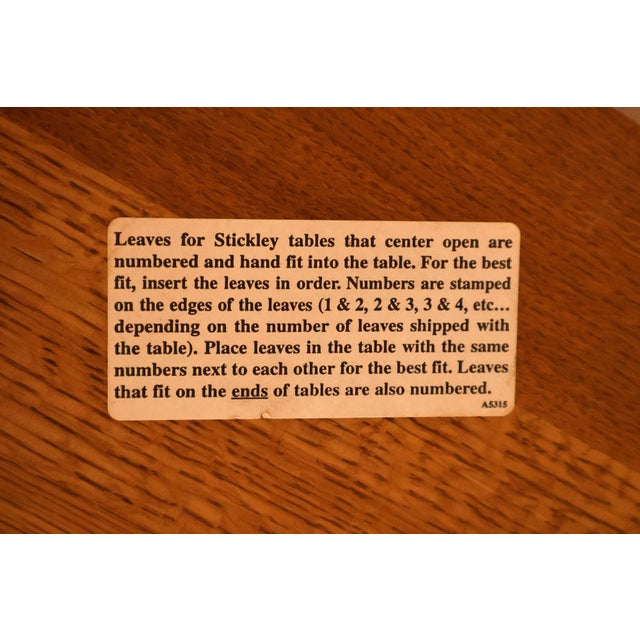 Leaves for Stickley tables that center open are
numbered and hand fit into the table. For the best
fit, insert the leaves in order. Numbers are stamped
on the edges of the leaves (1 & 2, 2 & 3, 3 & 4, etc...
depending on the number of leaves shipped with
the table). Place leaves in the table with the same
numbers next to each other for the best fit. Leaves
that fit on the ends of tables are also numbered.
A5315